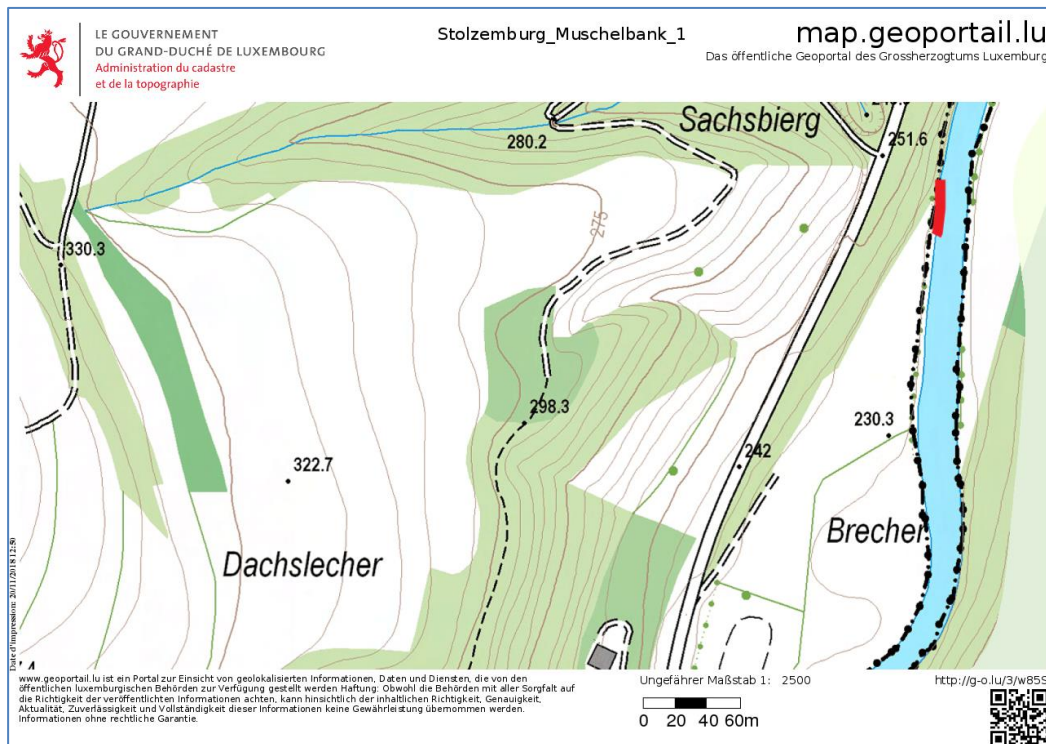 LE GOUVERNEMENT
DU GRAND-DUCHÉ DE LUXEMBOURG
Administration du cadastre
et de la topographie
Stolzemburg_Muschelbank_1
map.geoportail.lu
Das öffentliche Geoportal des Grossherzogtums Luxemburg
Sachsbierg
280.2
251.6
275
330.3
298.3
230.3
322.7
242
Brecher
Dachslecher
Date d'impression: 20/11/2018 12:50
www.geoportail.lu ist ein Portal zur Einsicht von geolokalisierten Informationen, Daten und Diensten, die von den
öffentlichen luxemburgischen Behörden zur Verfügung gestellt werden Haftung: Obwohl die Behörden mit aller Sorgfalt auf
die Richtigkeit der veröffentlichten Informationen achten, kann hinsichtlich der inhaltlichen Richtigkeit, Genauigkeit,
Aktualität, Zuverlässigkeit und Vollständigkeit dieser Informationen keine Gewährleistung übernommen werden.
Informationen ohne rechtliche Garantie.
Ungefährer Maßstab 1: 2500
0 20 40 60m
http://g-o.lu/3/w85S